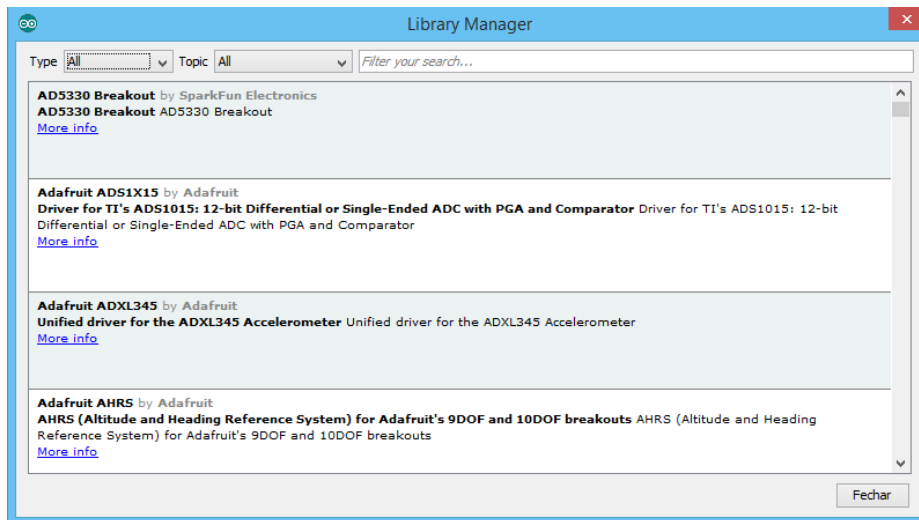 Library Manager
Type All Topic All Filter your search...
AD5330 Breakout by SparkFun Electronics
AD5330 Breakout AD5330 Breakout
More info
Adafruit ADS1X15 by Adafruit
Driver for TI's ADS1015: 12-bit Differential or Single-Ended ADC with PGA and Comparator Driver for TI's ADS1015: 12-bit
Differential or Single-Ended ADC with PGA and Comparator
More info
Adafruit ADXL345 by Adafruit
Unified driver for the ADXL345 Accelerometer Unified driver for the ADXL345 Accelerometer
More info
Adafruit AHRS by Adafruit
AHRS (Altitude and Heading Reference System) for Adafruit's 9DOF and 10DOF breakouts AHRS (Altitude and Heading
Reference System) for Adafruit's 9DOF and 10DOF breakouts
More info
Fechar